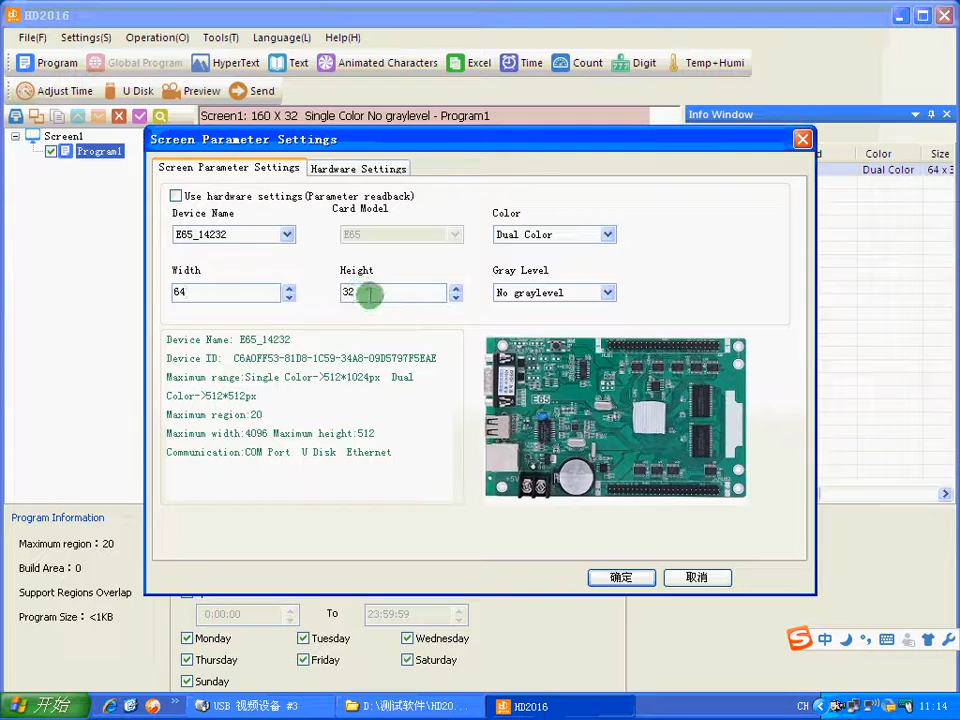 HD2016
File(F) Settings(S) Operation(O) Tools(T) Language(L) Help(H)
Program Global Program HyperText Text Animated Characters Excel Time Count Digit Temp+Humi
Adjust Time U Disk Preview Send
Screen1: 160 X 32 Single Color No graylevel - Program1
Info Window
Screen1
Program1
d Color Size
Dual Color 64 x 3
Screen Parameter Settings
Screen Parameter Settings Hardware Settings
Use hardware settings(Parameter readback)
Device Name Card Model Color
E65_14232 E65 Dual Color
Width Height Gray Level
64 32 No graylevel
Device Name: E65_14232
Device ID: C6A0FF53-81D8-1C59-34A8-09D5797F5EAE
Maximum range:Single Color->512*1024px Dual
Color->512*512px
Maximum region:20
Maximum width:4096 Maximum height:512
Communication:COM Port U Disk Ethernet
E65
+5V
确定 取消
Program Information
Maximum region：20
Build Area：0
Support Regions Overlap
Program Size：<1KB
0:00:00 To 23:59:59
Monday Tuesday Wednesday
Thursday Friday Saturday
Sunday
中
开始 USB 视频设备 #3 D:\测试软件\HD20... HD2016 CH 11:14